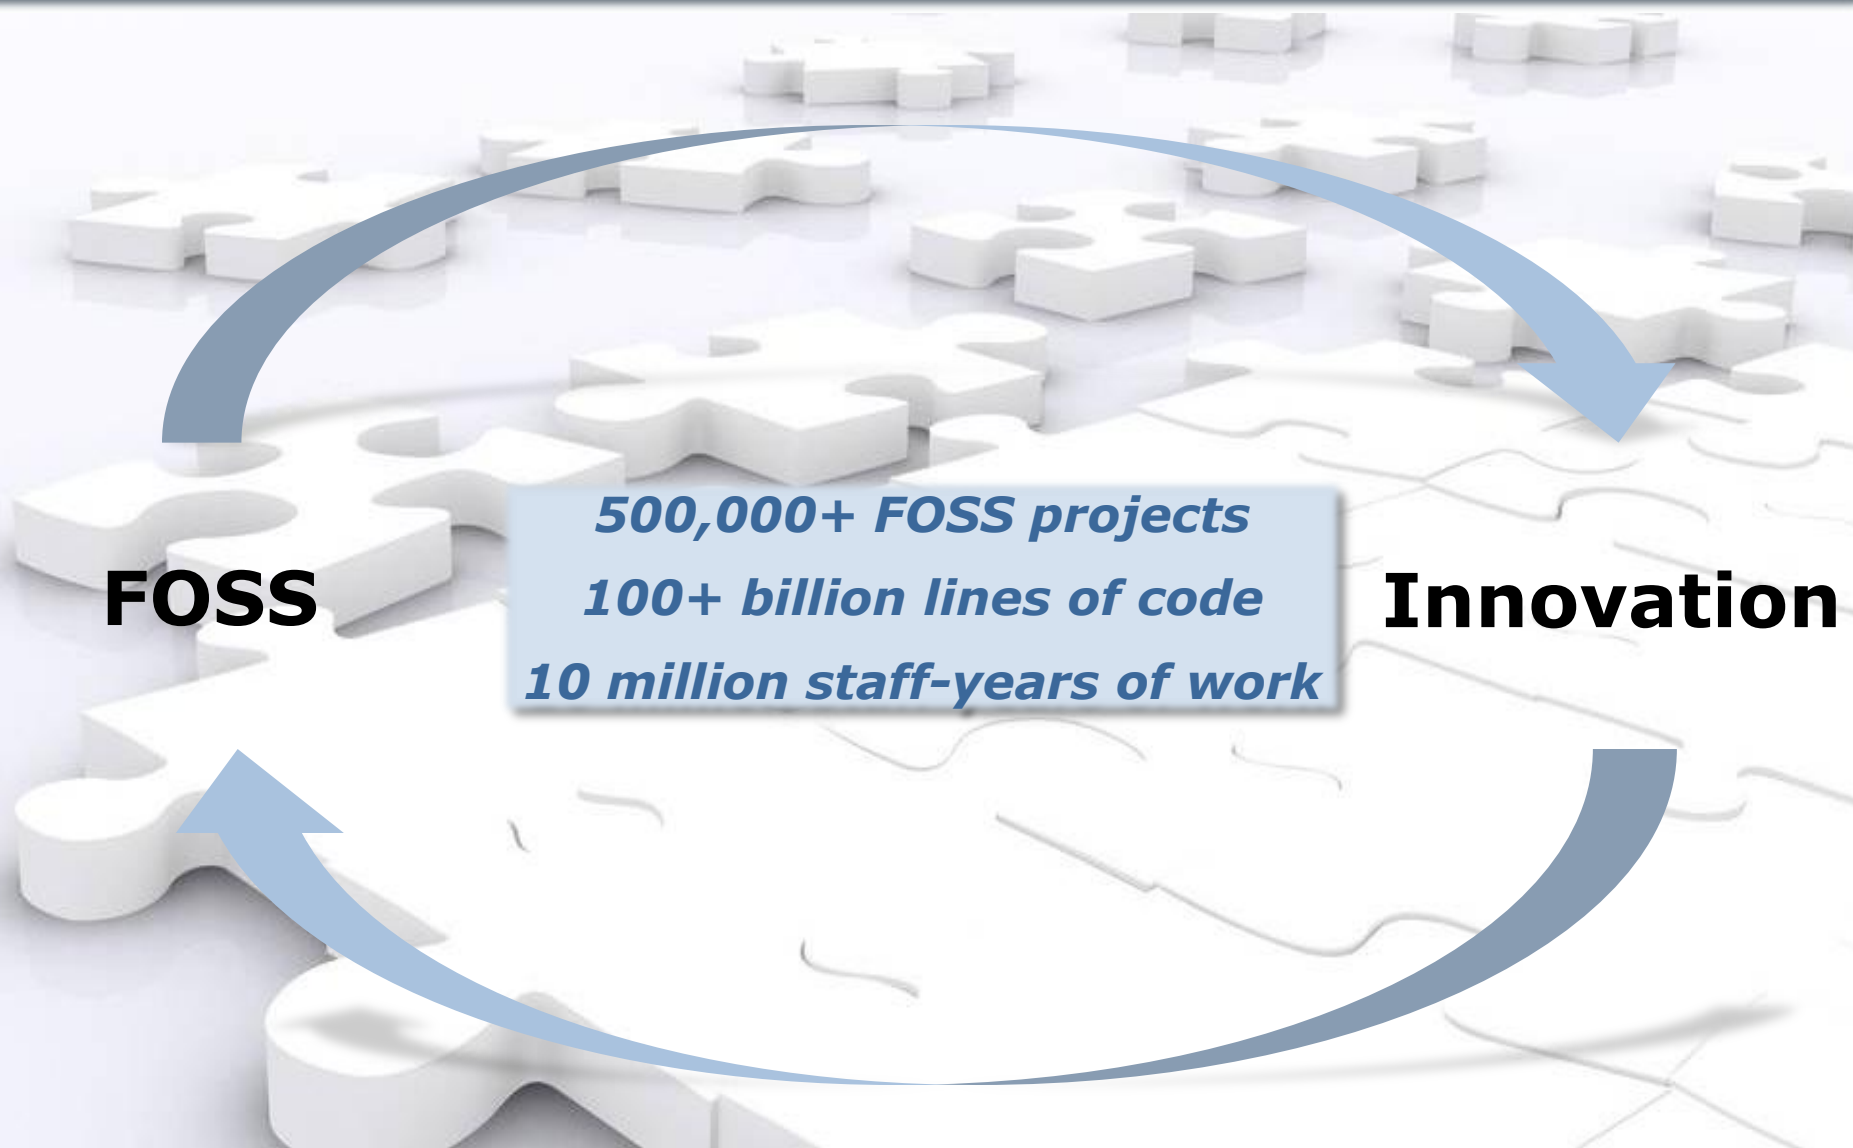 500,000+ FOSS projects
FOSS
100+ billion lines of code
Innovation
10 million staff-years of work